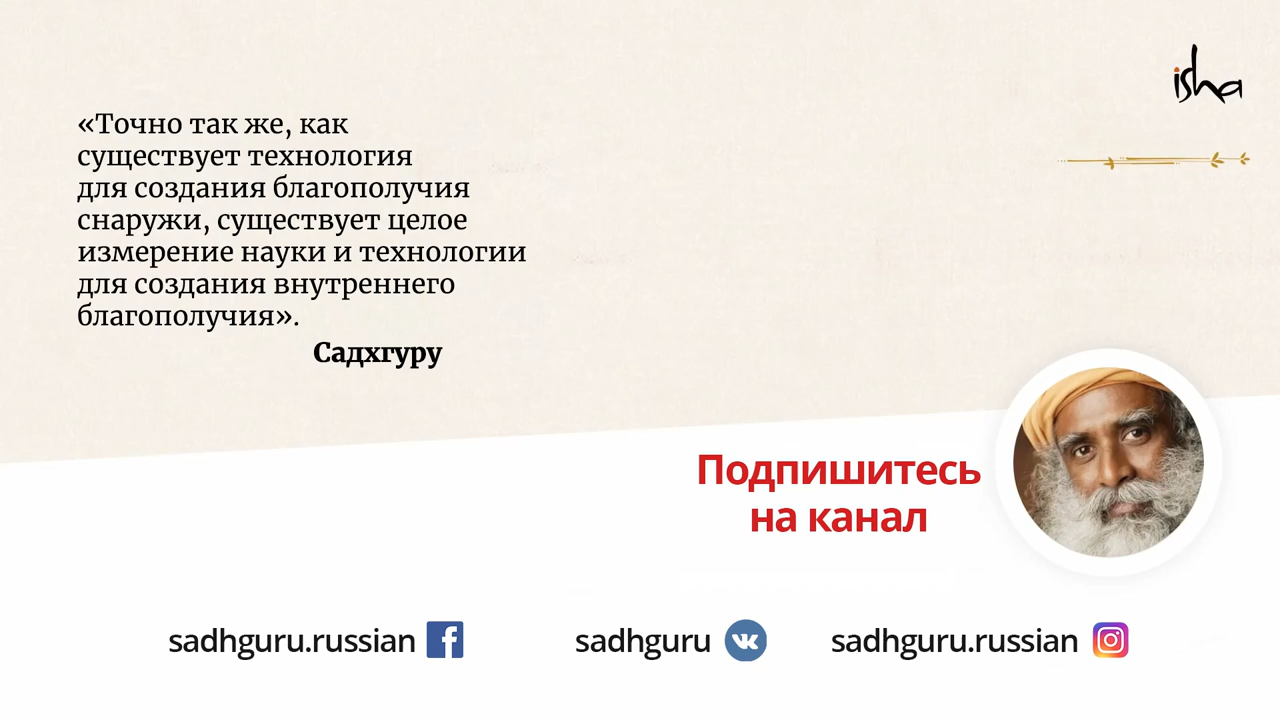 isha
«Точно так же, как
существует технология
для создания благополучия
снаружи, существует целое
измерение науки и технологии
для создания внутреннего
благополучия».
Садхгуру
Подпишитесь
на канал
sadhguru.russian
sadhguru
sadhguru.russian